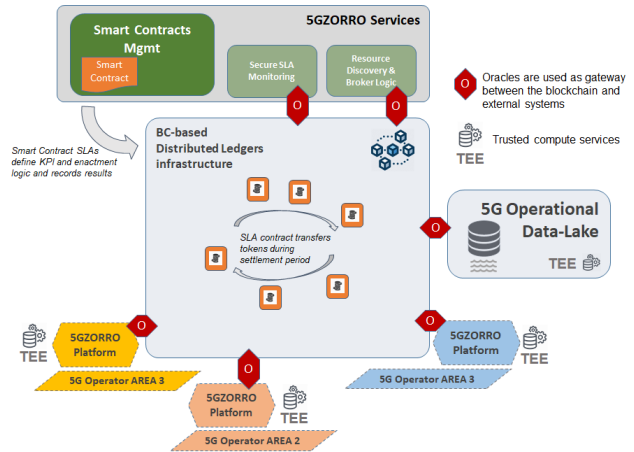 5GZORRO Services
Smart Contracts
Mgmt
Smart
Contract
Secure SLA
Monitoring
Resource
Discovery &
Broker Logic
O
O
O
Oracles are used as gateway
between the blockchain and
external systems
TEE
Trusted compute services
Smart Contract SLAs
define KPI and enactment
logic and records results
BC-based
Distributed Ledgers
infrastructure
SLA contract transfers
tokens during
settlement period
O
5G Operational
Data-Lake
TEE
O
5GZORRO
Platform
TEE
5G Operator AREA 3
O
5GZORRO
Platform
TEE
5G Operator AREA 2
O
5GZORRO
Platform
TEE
5G Operator AREA 3